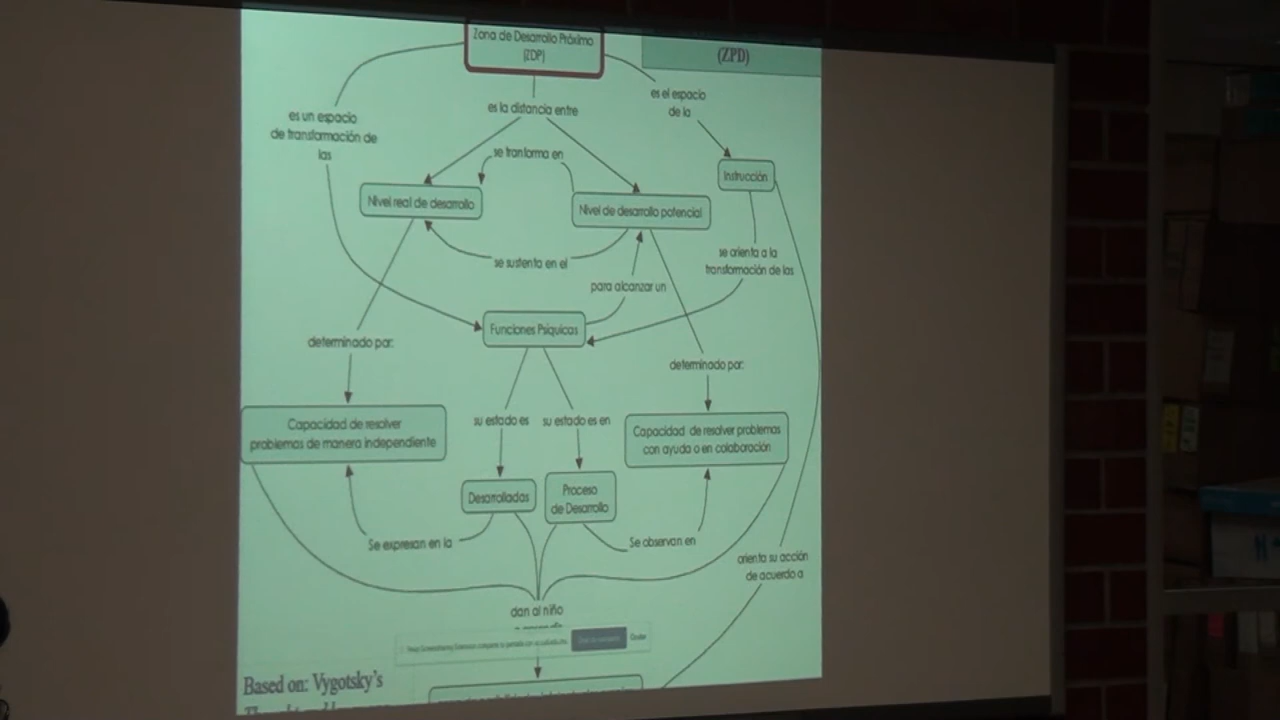 Zona de Desarrollo Próximo
(ZDP)
(ZPD)
es un espacio
de transformación de
las
es la distancia entre
es el espacio
de la
se tranforma en
Instrucción
Nivel real de desarrollo
Nivel de desarrollo potencial
se sustenta en el
se orienta a la
transformación de las
para alcanzar un
Funciones Psíquicas
determinado por:
determinado por:
Capacidad de resolver
problemas de manera independiente
su estado es
su estado es en
Capacidad de resolver problemas
con ayuda o en colaboración
Desarrolladas
Proceso
de Desarrollo
Se expresan en la
Se observan en
orienta su acción
de acuerdo a
dan al niño
Based on: Vygotsky's